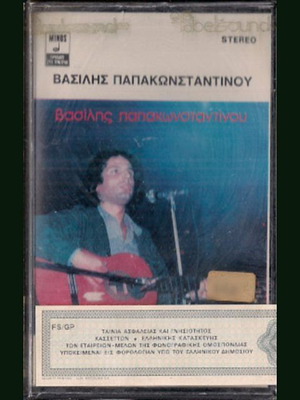 MINOS
STEREO
ΒΑΣΙΛΗΣ ΠΑΠΑΚΩΝΣΤΑΝΤΙΝΟΥ
Βασίλης παπακωνσταντίνου
FS/GP
ΤΑΙΝΙΑ ΑΣΦΑΛΕΙΑΣ ΚΑΙ ΓΝΗΣΙΟΤΗΤΟΣ
ΚΑΣΣΕΤΩΝ • ΕΛΛΗΝΙΚΗΣ ΚΑΤΑΣΚΕΥΗΣ
ΤΩΝ ΕΤΑΙΡΕΙΩΝ-ΜΕΛΩΝ ΤΗΣ ΦΩΝΟΓΡΑΦΙΚΗΣ ΟΜΟΣΠΟΝΔΙΑΣ
ΥΠΟΚΕΙΜΕΝΑΙ ΕΙΣ ΦΟΡΟΛΟΓΙΑΝ ΥΠΟ ΤΟΥ ΕΛΛΗΝΙΚΟΥ ΔΗΜΟΣΙΟΥ